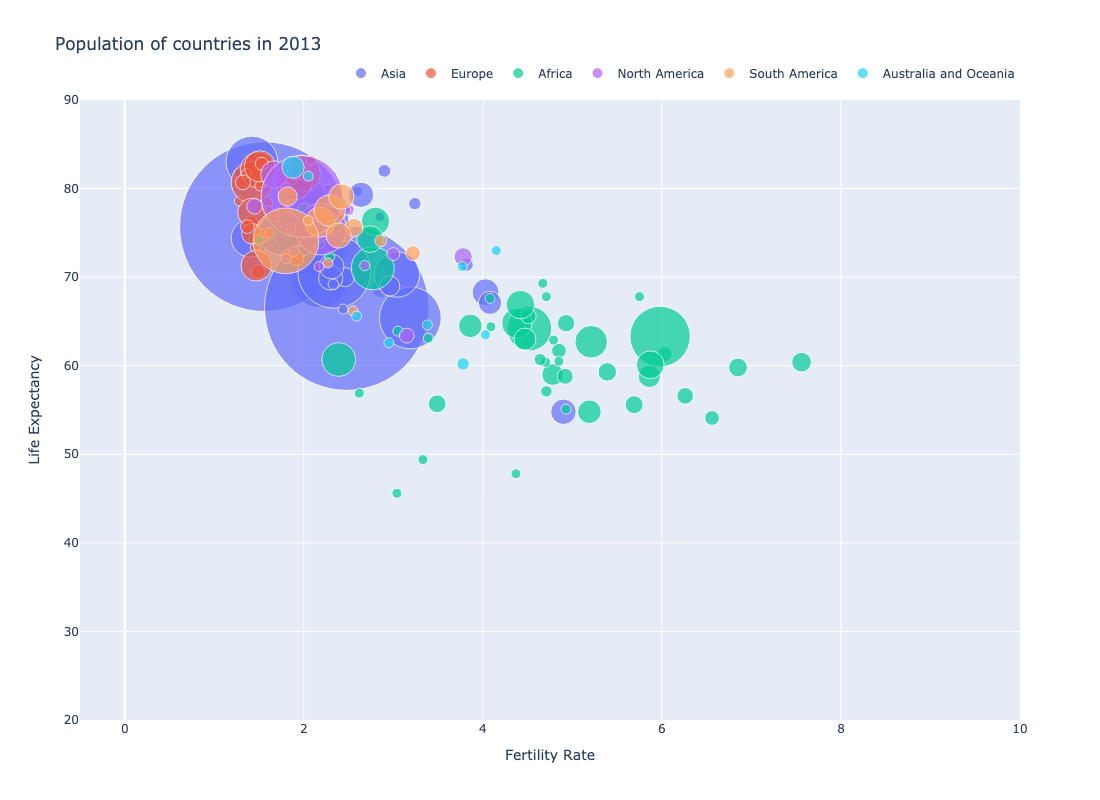 Population of countries in 2013
Asia Europe Africa North America South America Australia and Oceania
90
80
70
60
50
40
30
20
Life Expectancy
0 2 4 6 8 10
Fertility Rate